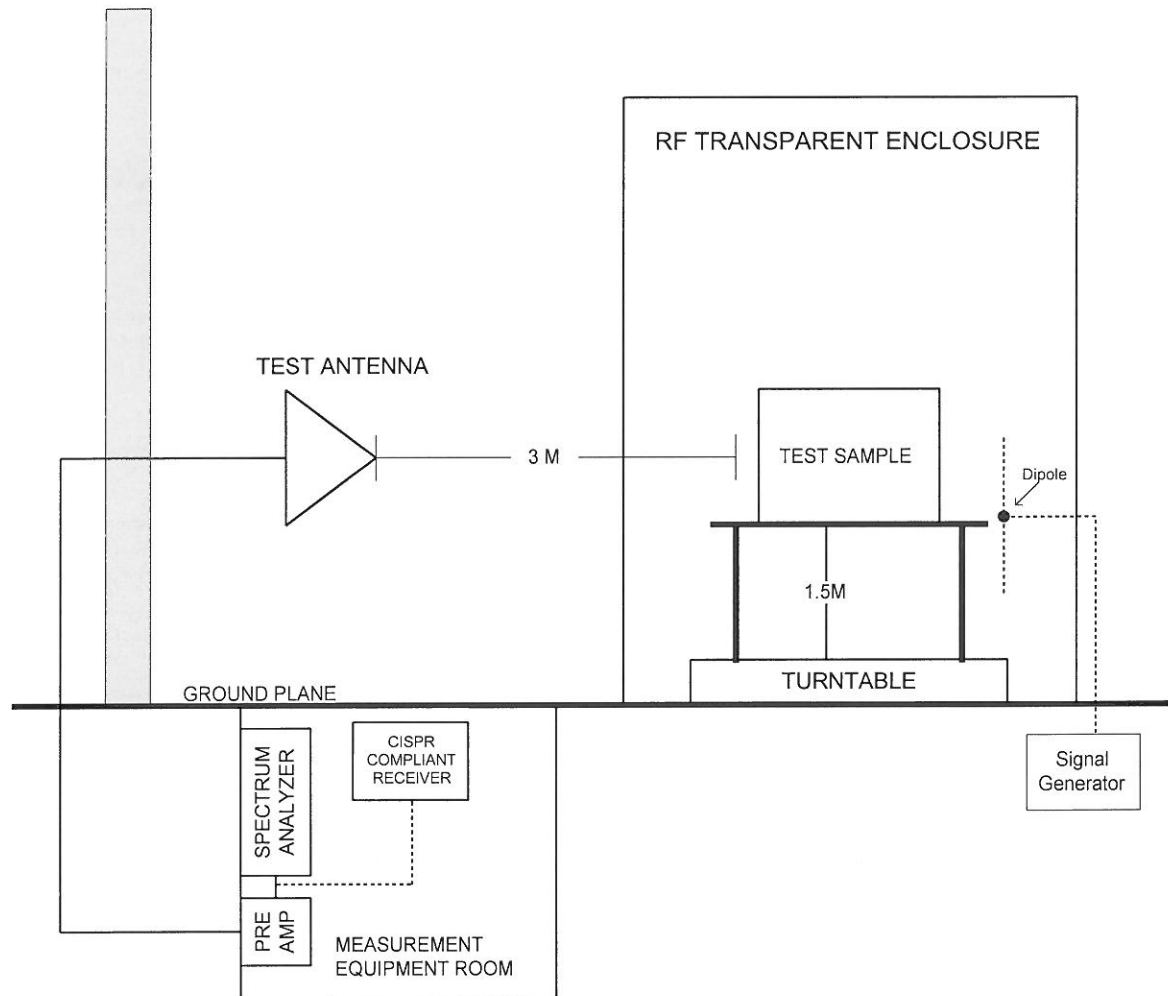 RF TRANSPARENT ENCLOSURE
TEST ANTENNA
3 M
TEST SAMPLE
Dipole
1.5M
TURNTABLE
GROUND PLANE
SPECTRUM
ANALYZER
CISPR
COMPLIANT
RECEIVER
Signal
Generator
PRE
AMP
MEASUREMENT
EQUIPMENT ROOM